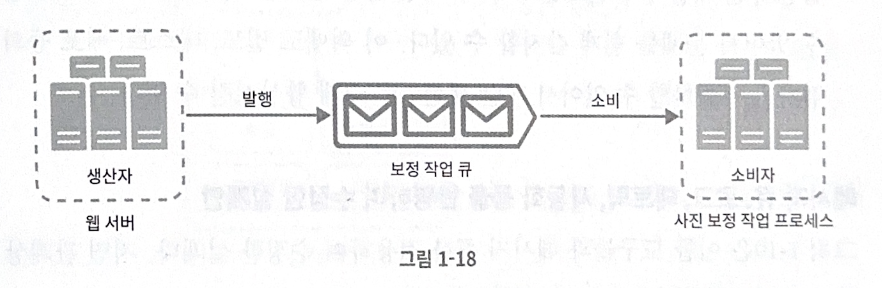 발행
소비
생산자
보정 작업 큐
소비자
웹 서버
사진 보정 작업 프로세스
그림 1-18